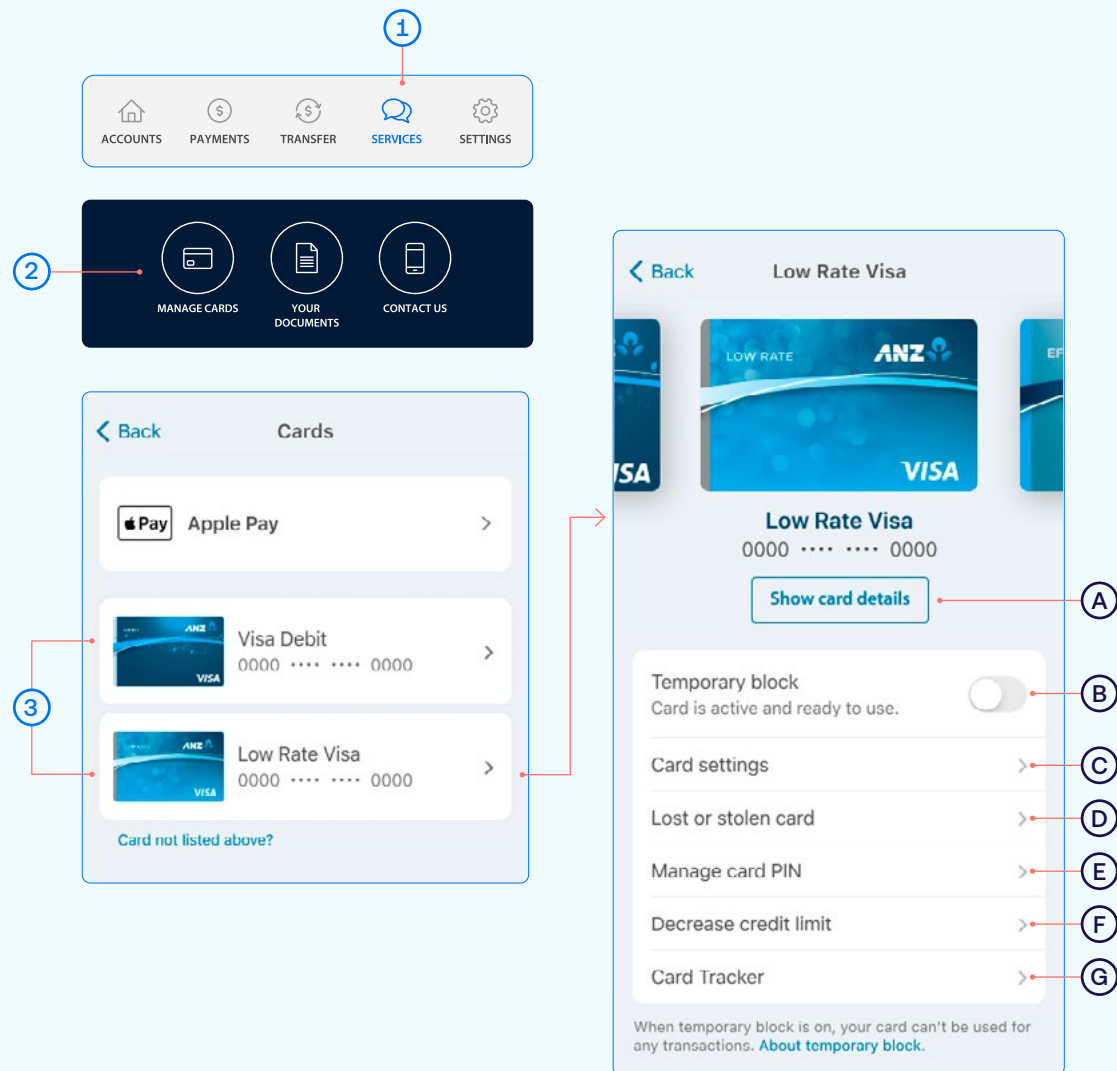 1
ACCOUNTS PAYMENTS TRANSFER SERVICES SETTINGS
2
MANAGE CARDS YOUR DOCUMENTS CONTACT US
Back Cards
Pay Apple Pay
3
ANZ
VISA
Visa Debit
0000 •••• •••• 0000
ANZ
VISA
Low Rate Visa
0000 •••• •••• 0000
Card not listed above?
Back Low Rate Visa
ISA
LOW RATE ANZ
VISA
EF
Low Rate Visa
0000 •••• •••• 0000
Show card details
A
Temporary block
Card is active and ready to use.
B
Card settings
C
Lost or stolen card
D
Manage card PIN
E
Decrease credit limit
F
Card Tracker
G
When temporary block is on, your card can't be used for
any transactions. About temporary block.